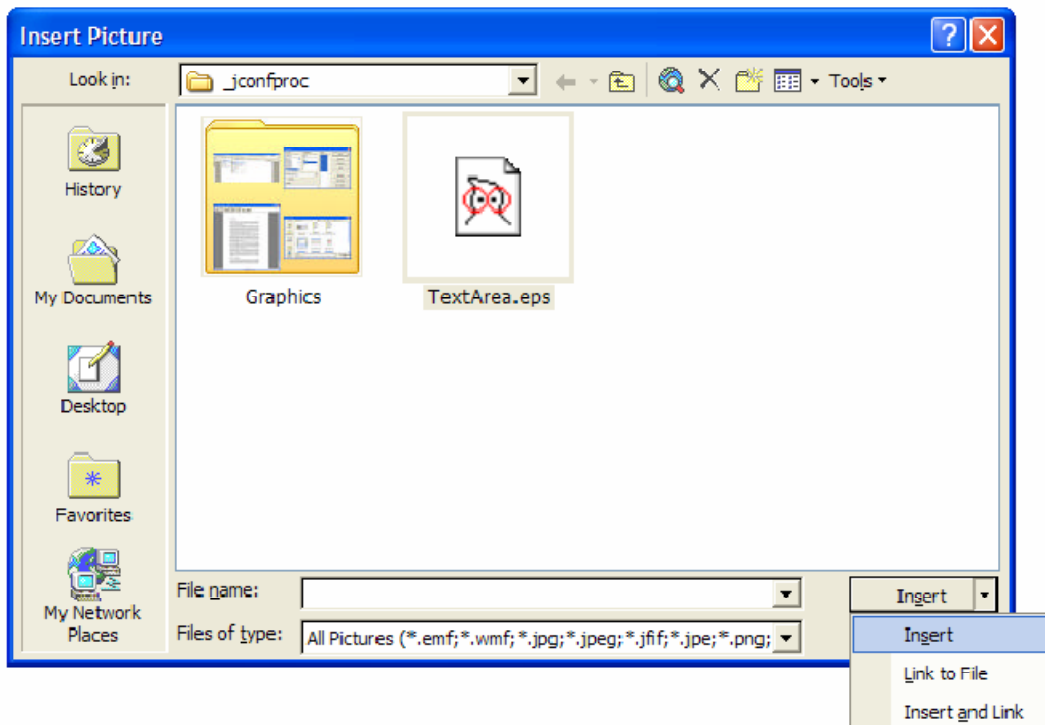 Insert Picture
Look in:
_jconfproc
Tools
History
My Documents
Desktop
Favorites
My Network
Places
Graphics
TextArea.eps
File name:
Insert
Files of type:
All Pictures (*.emf;*.wmf;*.jpg;*.jpeg;*.jfif;*.jpe;*.png;
Insert
Link to File
Insert and Link